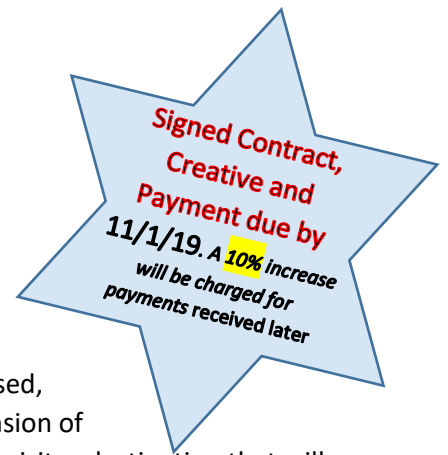 Signed Contract,
Creative and
Payment due by
11/1/19. A 10% increase
will be charged for
payments received later
sed,
sion of